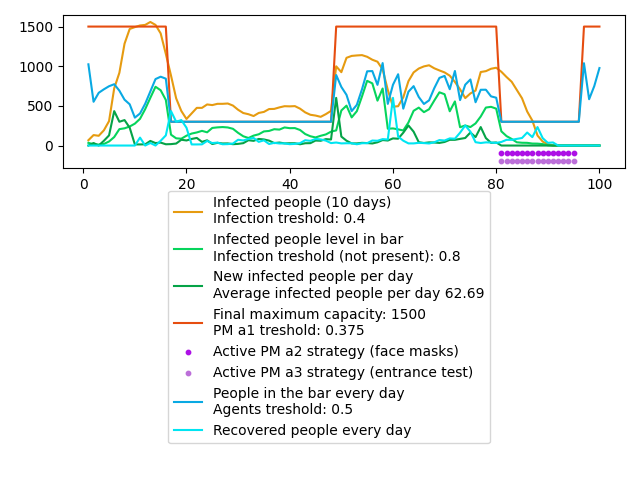 1500
1000
500
0
0 20 40 60 80 100
Infected people (10 days)
Infection treshold: 0.4
Infected people level in bar
Infection treshold (not present): 0.8
New infected people per day
Average infected people per day 62.69
Final maximum capacity: 1500
PM a1 treshold: 0.375
Active PM a2 strategy (face masks)
Active PM a3 strategy (entrance test)
People in the bar every day
Agents treshold: 0.5
Recovered people every day